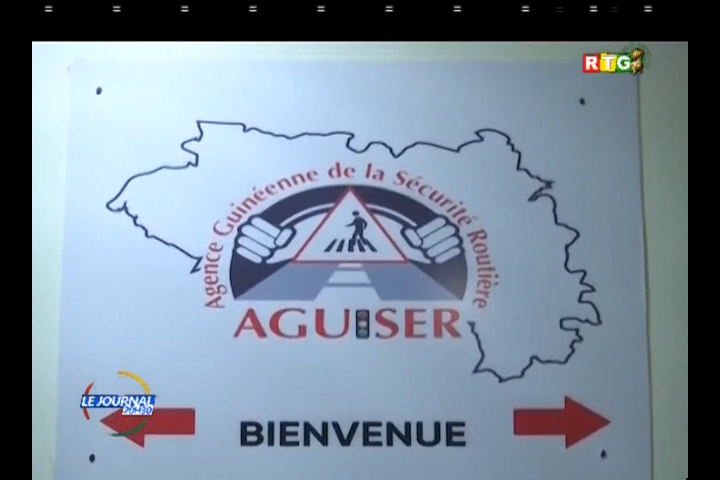 RTG
Agence Guinéenne de la Sécurité Routière
AGUISER
LE JOURNAL
20H30
BIENVENUE